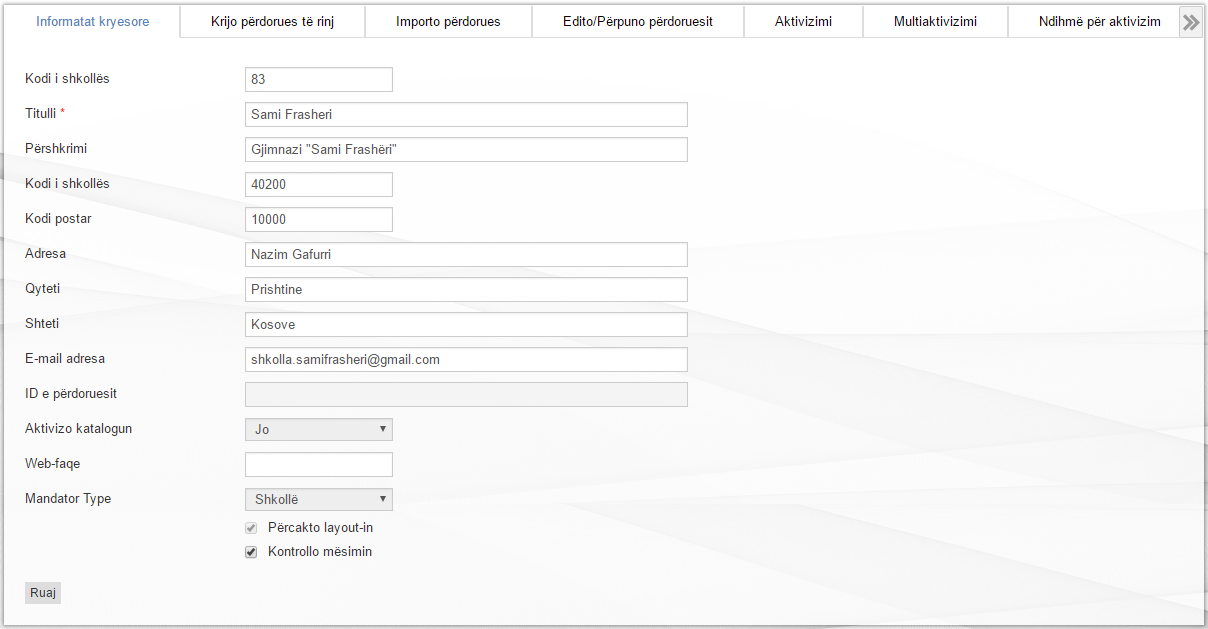 Informatat kryesore Krijo përdorues të rinj Importo përdorues Edito/Përpuno përdoruesit Aktivizimi Multiaktivizimi Ndihmë për aktivizim
Kodi i shkollës 83
Titulli * Sami Frasheri
Përshkrimi Gjimnazi "Sami Frashëri"
Kodi i shkollës 40200
Kodi postar 10000
Adresa Nazim Gafurri
Qyteti Prishtine
Shteti Kosove
E-mail adresa shkolla.samifrasheri@gmail.com
ID e përdoruesit
Aktivizo katalogun Jo
Web-faqe
Mandator Type Shkollë
Përcakto layout-in
Kontrollo mësimin
Ruaj